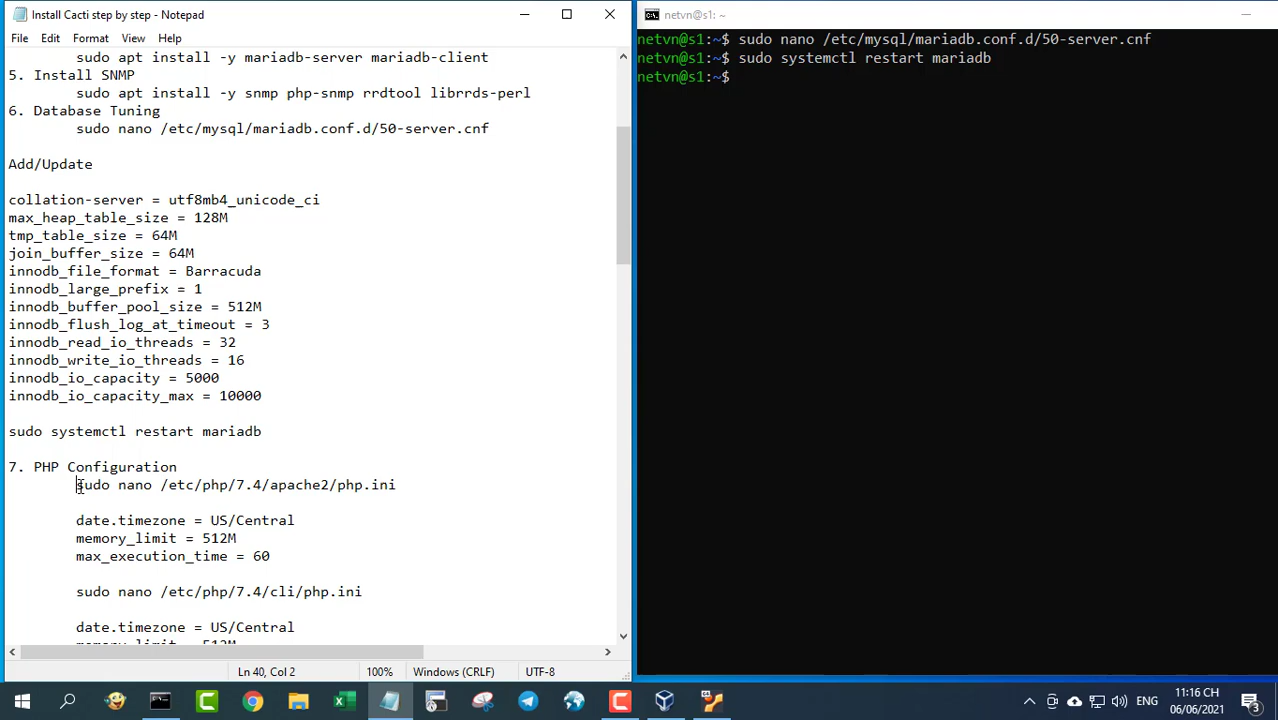 Install Cacti step by step - Notepad
File Edit Format View Help
sudo apt install -y mariadb-server mariadb-client
5. Install SNMP
sudo apt install -y snmp php-snmp rrdtool librrds-perl
6. Database Tuning
sudo nano /etc/mysql/mariadb.conf.d/50-server.cnf
Add/Update
collation-server = utf8mb4_unicode_ci
max_heap_table_size = 128M
tmp_table_size = 64M
join_buffer_size = 64M
innodb_file_format = Barracuda
innodb_large_prefix = 1
innodb_buffer_pool_size = 512M
innodb_flush_log_at_timeout = 3
innodb_read_io_threads = 32
innodb_write_io_threads = 16
innodb_io_capacity = 5000
innodb_io_capacity_max = 10000
sudo systemctl restart mariadb
7. PHP Configuration
sudo nano /etc/php/7.4/apache2/php.ini
date.timezone = US/Central
memory_limit = 512M
max_execution_time = 60
sudo nano /etc/php/7.4/cli/php.ini
date.timezone = US/Central
memory_limit = 512M
Ln 40, Col 2 100% Windows (CRLF) UTF-8
netvn@s1: ~
netvn@s1:~$ sudo nano /etc/mysql/mariadb.conf.d/50-server.cnf
netvn@s1:~$ sudo systemctl restart mariadb
netvn@s1:~$
ENG
11:16 CH
06/06/2021
3